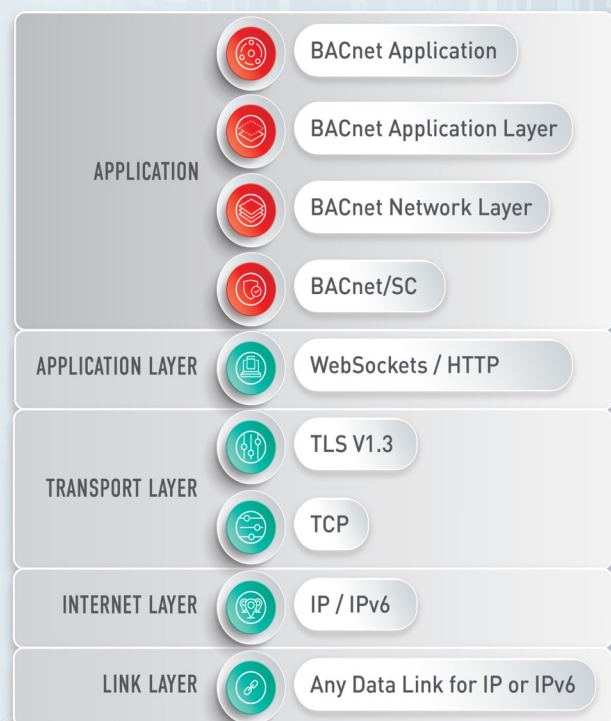 BACnet Application
BACnet Application Layer
APPLICATION
BACnet Network Layer
BACnet/SC
APPLICATION LAYER
WebSockets / HTTP
TLS V1.3
TRANSPORT LAYER
TCP
INTERNET LAYER
IP / IPv6
LINK LAYER
Any Data Link for IP or IPv6